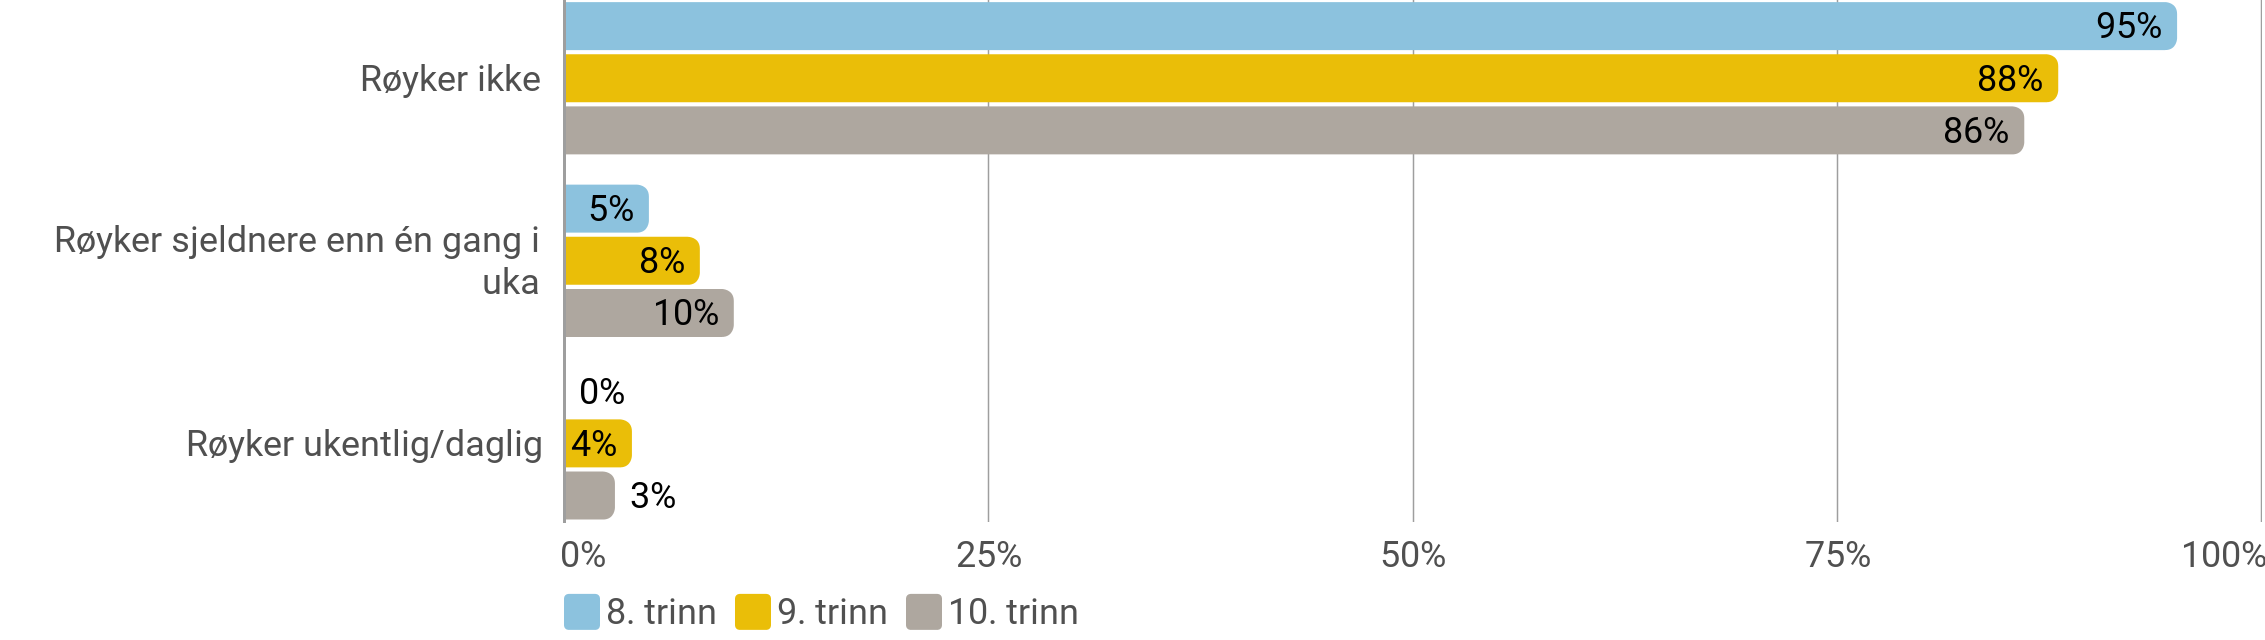 95%
Røyker ikke
88%
86%
5%
Røyker sjeldnere enn én gang i
uka
8%
10%
0%
Røyker ukentlig/daglig
4%
3%
0% 25% 50% 75% 100%
8. trinn 9. trinn 10. trinn